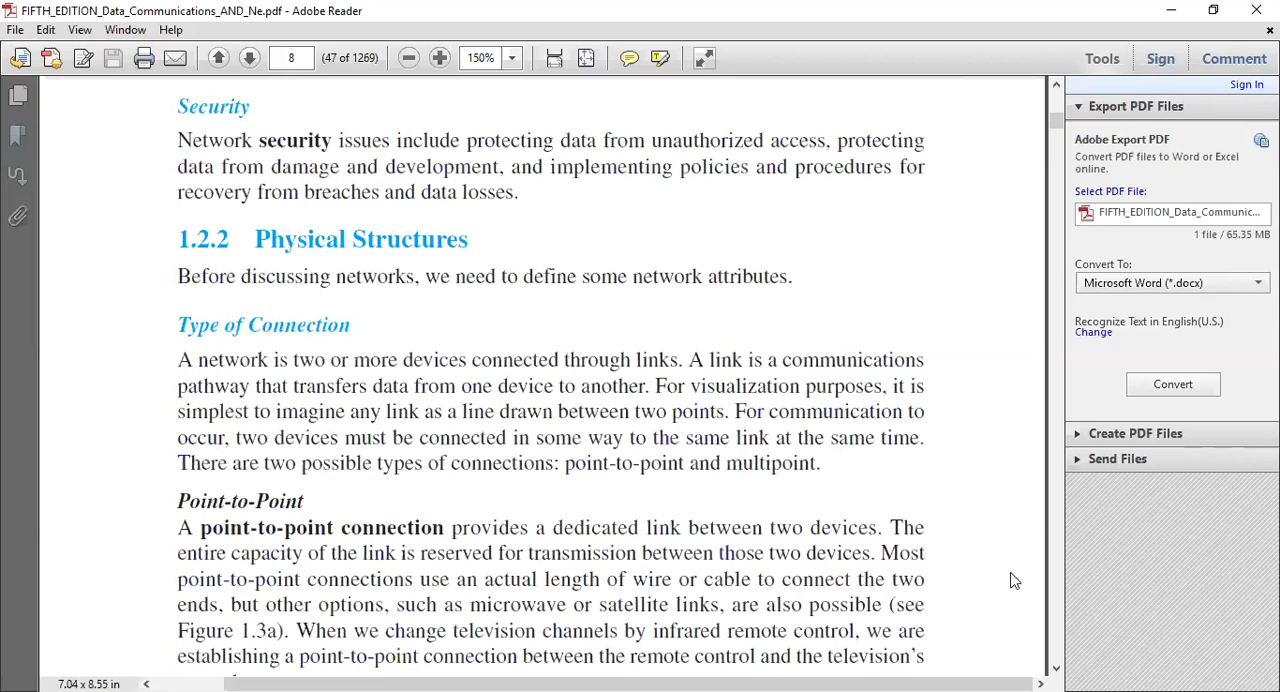 FIFTH_EDITION_Data_Communications_AND_Ne.pdf - Adobe Reader
File Edit View Window Help
8 (47 of 1269) 150% Tools Sign Comment
Sign In
Security
Network security issues include protecting data from unauthorized access, protecting
data from damage and development, and implementing policies and procedures for
recovery from breaches and data losses.
1.2.2 Physical Structures
Before discussing networks, we need to define some network attributes.
Type of Connection
A network is two or more devices connected through links. A link is a communications
pathway that transfers data from one device to another. For visualization purposes, it is
simplest to imagine any link as a line drawn between two points. For communication to
occur, two devices must be connected in some way to the same link at the same time.
There are two possible types of connections: point-to-point and multipoint.
Point-to-Point
A point-to-point connection provides a dedicated link between two devices. The
entire capacity of the link is reserved for transmission between those two devices. Most
point-to-point connections use an actual length of wire or cable to connect the two
ends, but other options, such as microwave or satellite links, are also possible (see
Figure 1.3a). When we change television channels by infrared remote control, we are
establishing a point-to-point connection between the remote control and the television's
7.04 x 8.55 in
Export PDF Files
Adobe Export PDF
Convert PDF files to Word or Excel
online.
Select PDF File:
FIFTH_EDITION_Data_Communic...
1 file / 65.35 MB
Convert To:
Microsoft Word (*.docx)
Recognize Text in English(U.S.)
Change
Convert
Create PDF Files
Send Files